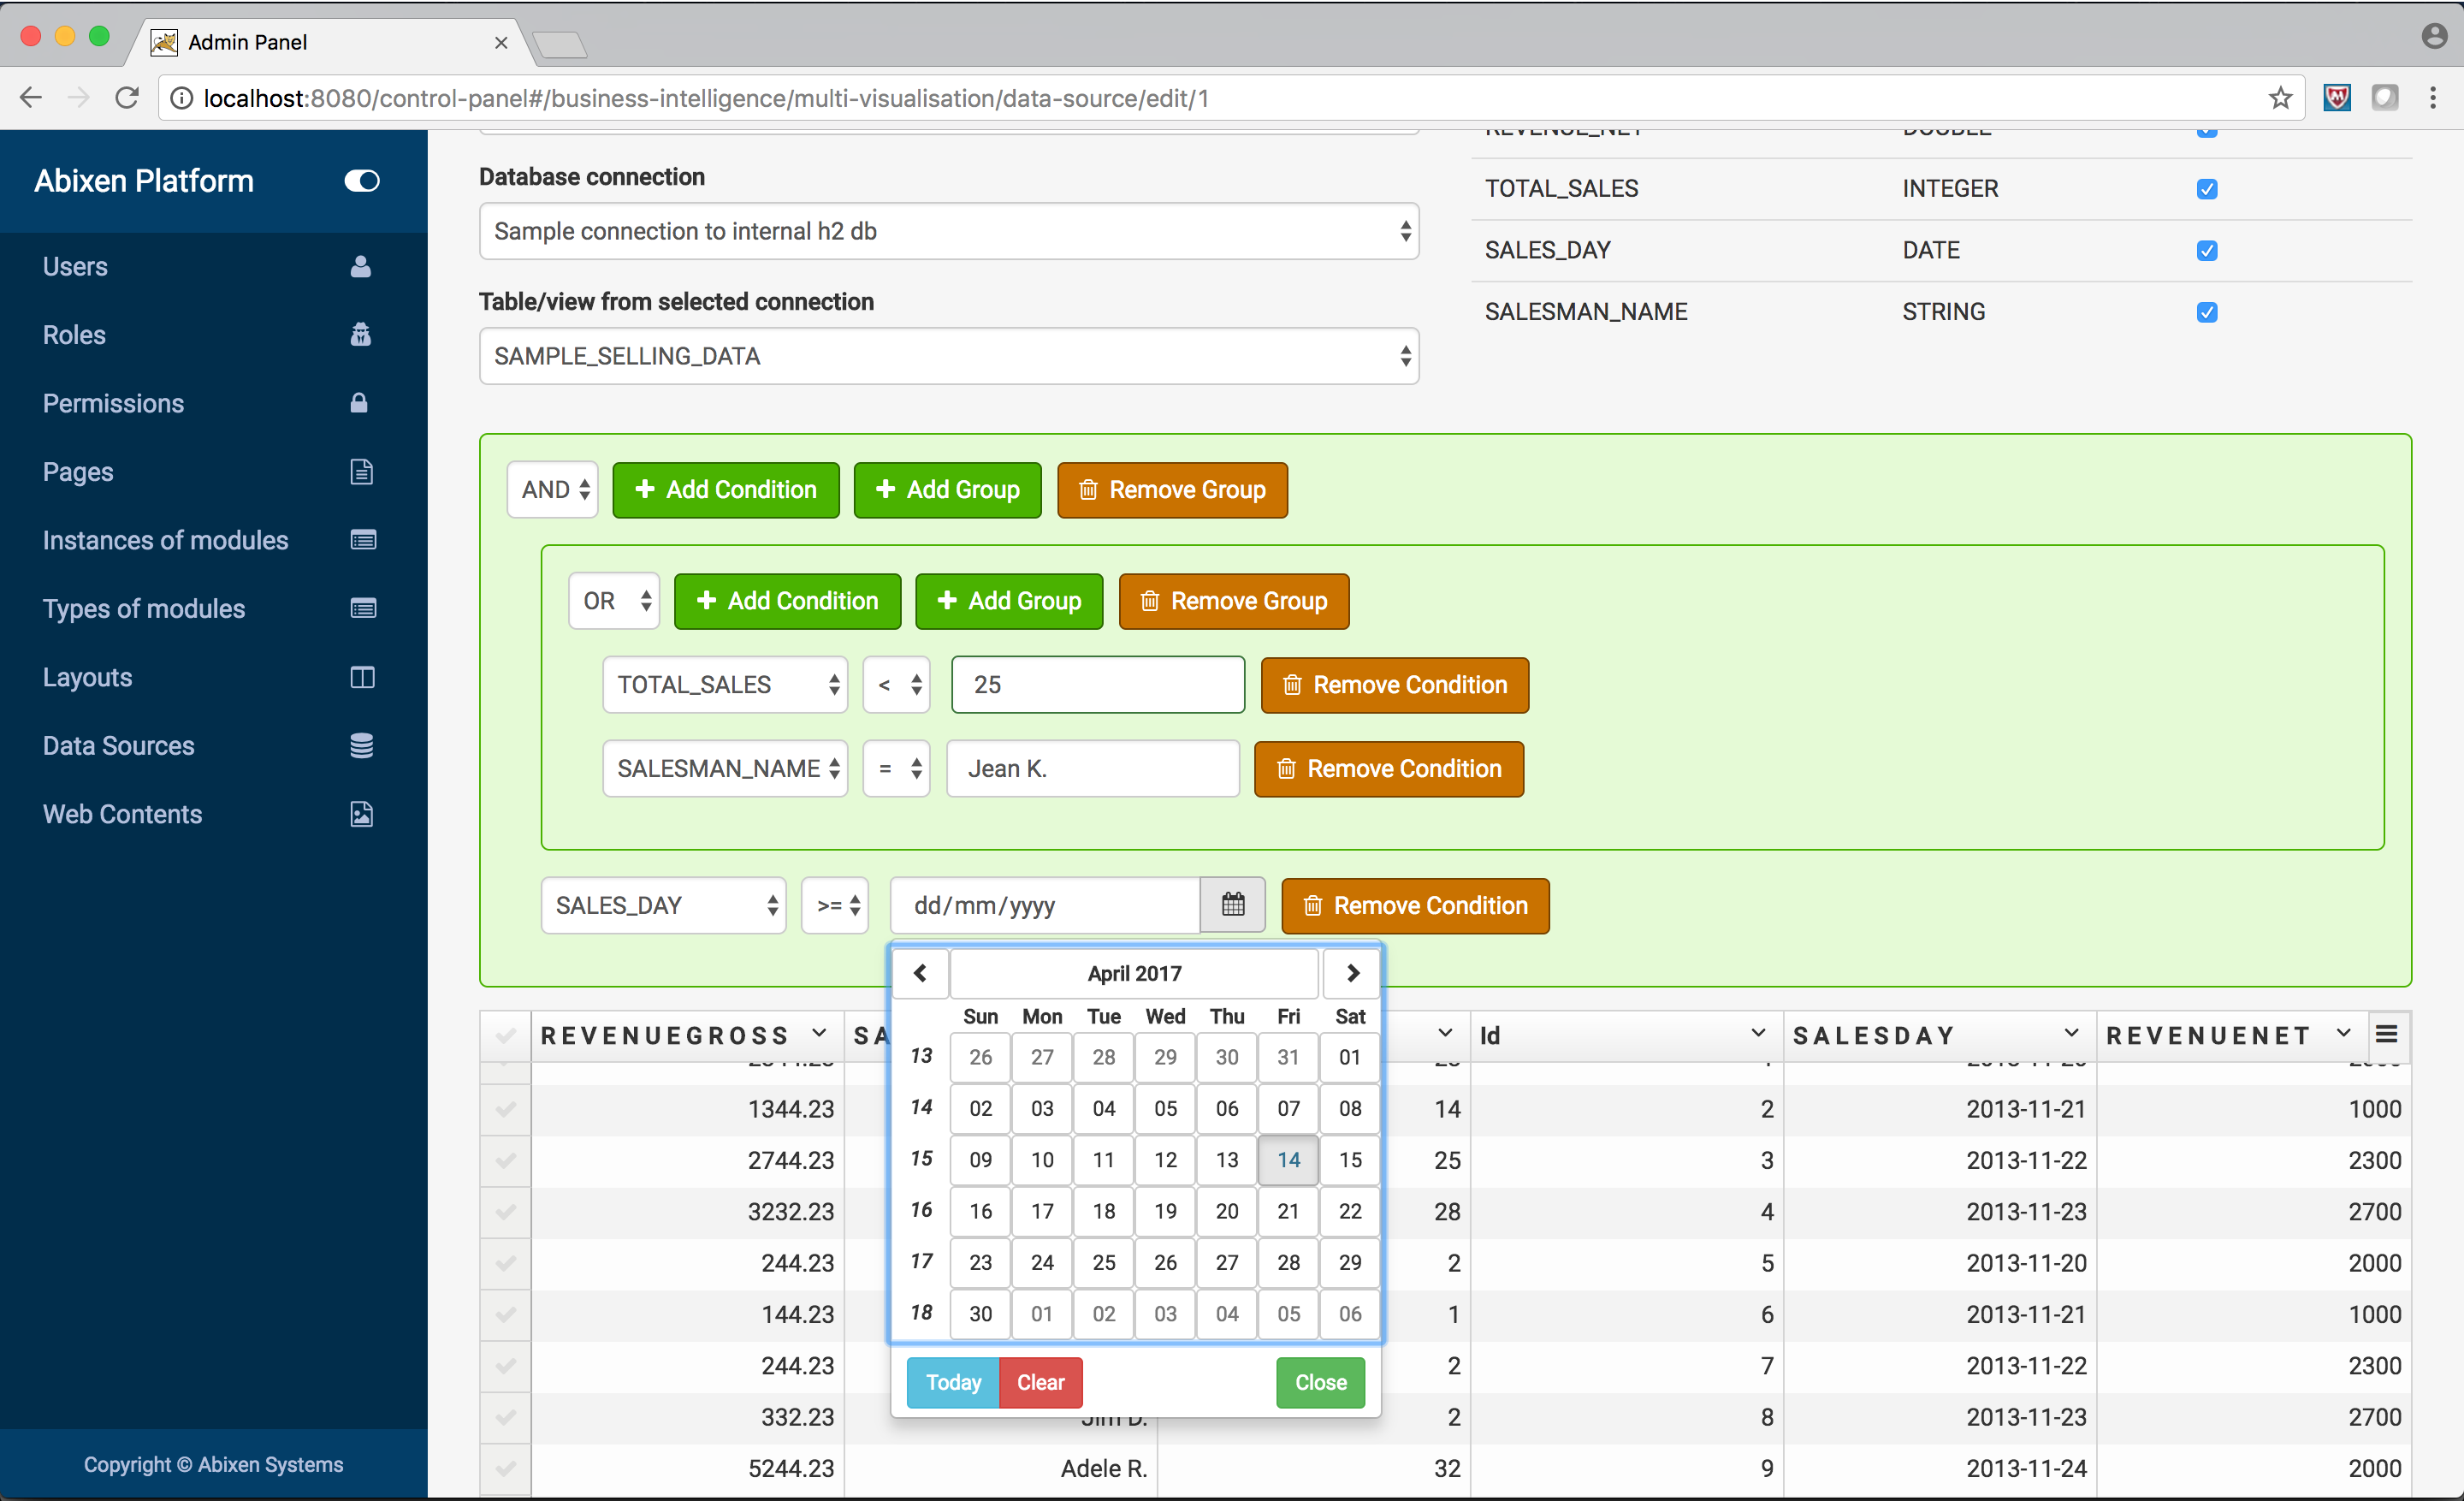 Admin Panel
localhost:8080/control-panel#/business-intelligence/multi-visualisation/data-source/edit/1
Abixen Platform
Users
Roles
Permissions
Pages
Instances of modules
Types of modules
Layouts
Data Sources
Web Contents
Copyright © Abixen Systems
Database connection
Sample connection to internal h2 db
Table/view from selected connection
SAMPLE_SELLING_DATA
REVENUE_NET DOUBLE
TOTAL_SALES INTEGER
SALES_DAY DATE
SALESMAN_NAME STRING
AND Add Condition Add Group Remove Group
OR Add Condition Add Group Remove Group
TOTAL_SALES < 25 Remove Condition
SALESMAN_NAME = Jean K. Remove Condition
SALES_DAY >= dd/mm/yyyy Remove Condition
April 2017
Sun Mon Tue Wed Thu Fri Sat
13 26 27 28 29 30 31 01
14 02 03 04 05 06 07 08
15 09 10 11 12 13 14 15
16 16 17 18 19 20 21 22
17 23 24 25 26 27 28 29
18 30 01 02 03 04 05 06
Today Clear Close
REVENUEGROSS SA Id SALESDAY REVENUENET
1344.23 14 2 2013-11-21 1000
2744.23 25 3 2013-11-22 2300
3232.23 28 4 2013-11-23 2700
244.23 2 5 2013-11-20 2000
144.23 1 6 2013-11-21 1000
244.23 2 7 2013-11-22 2300
332.23 Jim D. 2 8 2013-11-23 2700
5244.23 Adele R. 32 9 2013-11-24 2000